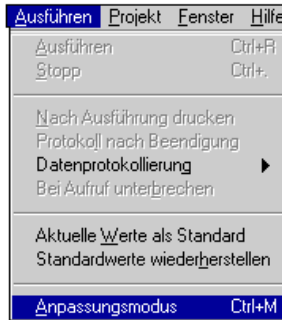 Ausführen Projekt Fenster Hilfe
Ausführen Ctrl+R
Stopp Ctrl+.
Nach Ausführung drucken
Protokoll nach Beendigung
Datenprotokollierung
Bei Aufruf unterbrechen
Aktuelle Werte als Standard
Standardwerte wiederherstellen
Anpassungsmodus Ctrl+M